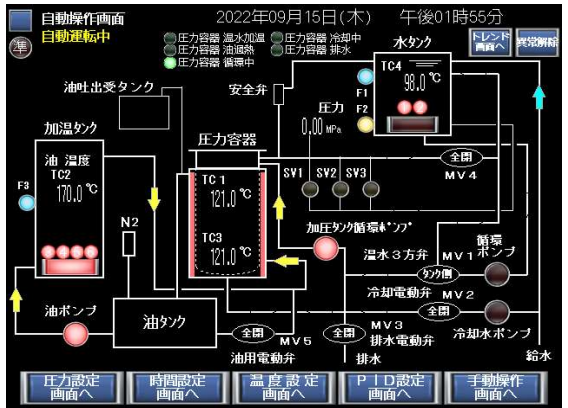 自動操作画面
2022年09月15日(木) 午後01時55分
自動運転中
準
圧力容器 温水加温
圧力容器 冷却中
圧力容器 油過熱
圧力容器 排水
圧力容器 循環中
トレンド
画面へ
異常解除
水タンク
TC4
98.0 ℃
F1
F2
油吐出受タンク
安全弁
圧力
0.00 MPa
加温タンク
圧力容器
油 温度
TC2
170.0 ℃
F3
TC1
121.0 ℃
TC3
121.0 ℃
SV1
SV2
SV3
全閉
MV4
N2
加圧タンク循環ポンプ
温水3方弁
MV1
循環
ポンプ
タンク側
冷却電動弁
MV2
全閉
冷却水ポンプ
油ポンプ
油タンク
全開
MV5
油用電動弁
全閉
MV3
排水電動弁
排水
給水
圧力設定
画面へ
時間設定
画面へ
温度設定
画面へ
PID設定
画面へ
手動操作
画面へ